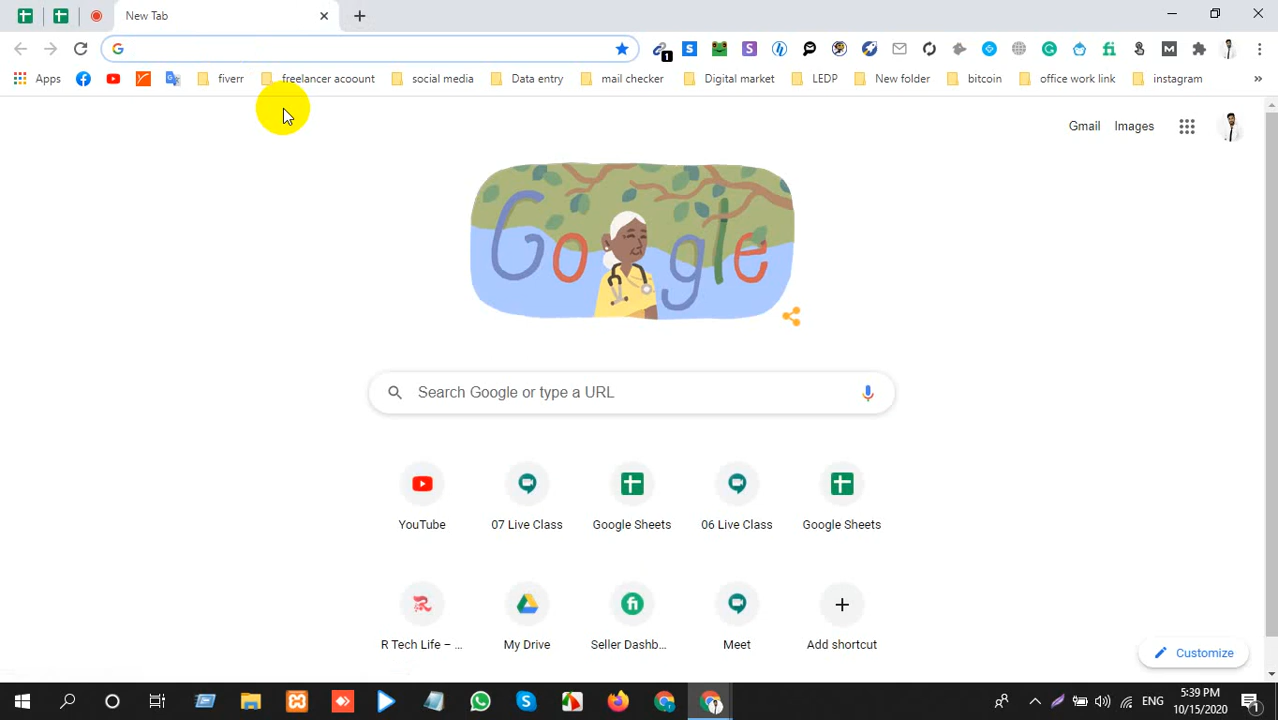 New Tab
1
Apps fiverr freelancer acoount social media Data entry mail checker Digital market LEDP New folder bitcoin office work link instagram »
Gmail Images
Google
Search Google or type a URL
YouTube 07 Live Class Google Sheets 06 Live Class Google Sheets
R Tech Life – ... My Drive Seller Dashb... Meet Add shortcut
Customize
ENG 5:39 PM
10/15/2020 1